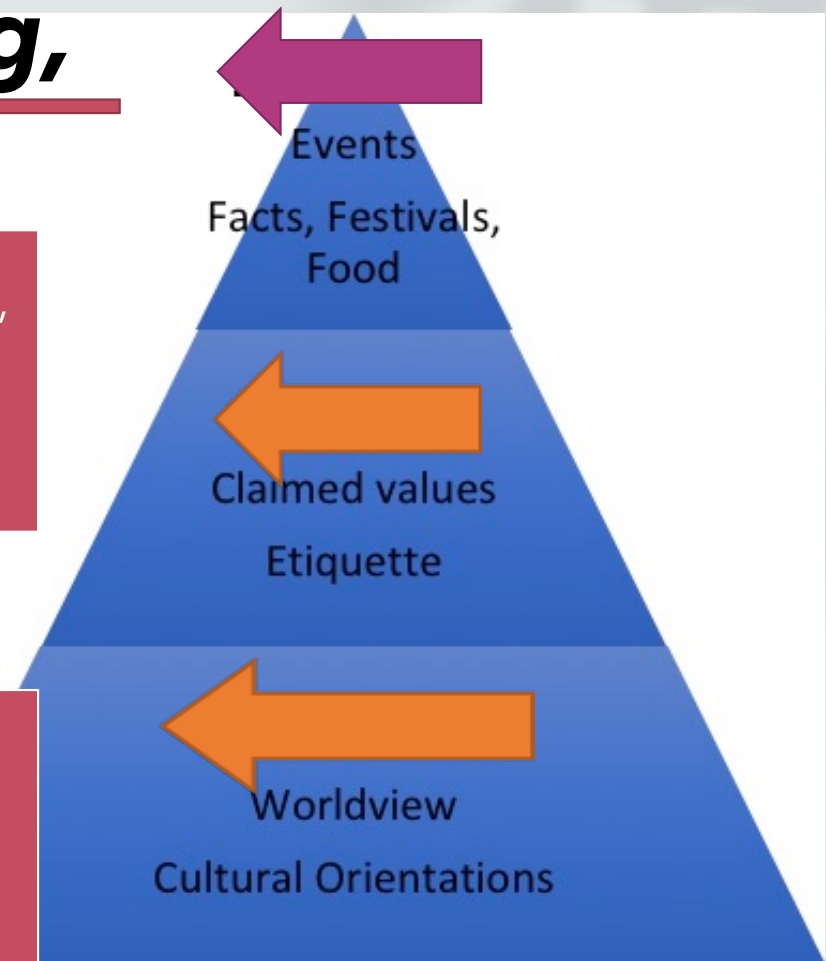 g,
Events
Facts, Festivals,
Food
Claimed values
Etiquette
Worldview
Cultural Orientations